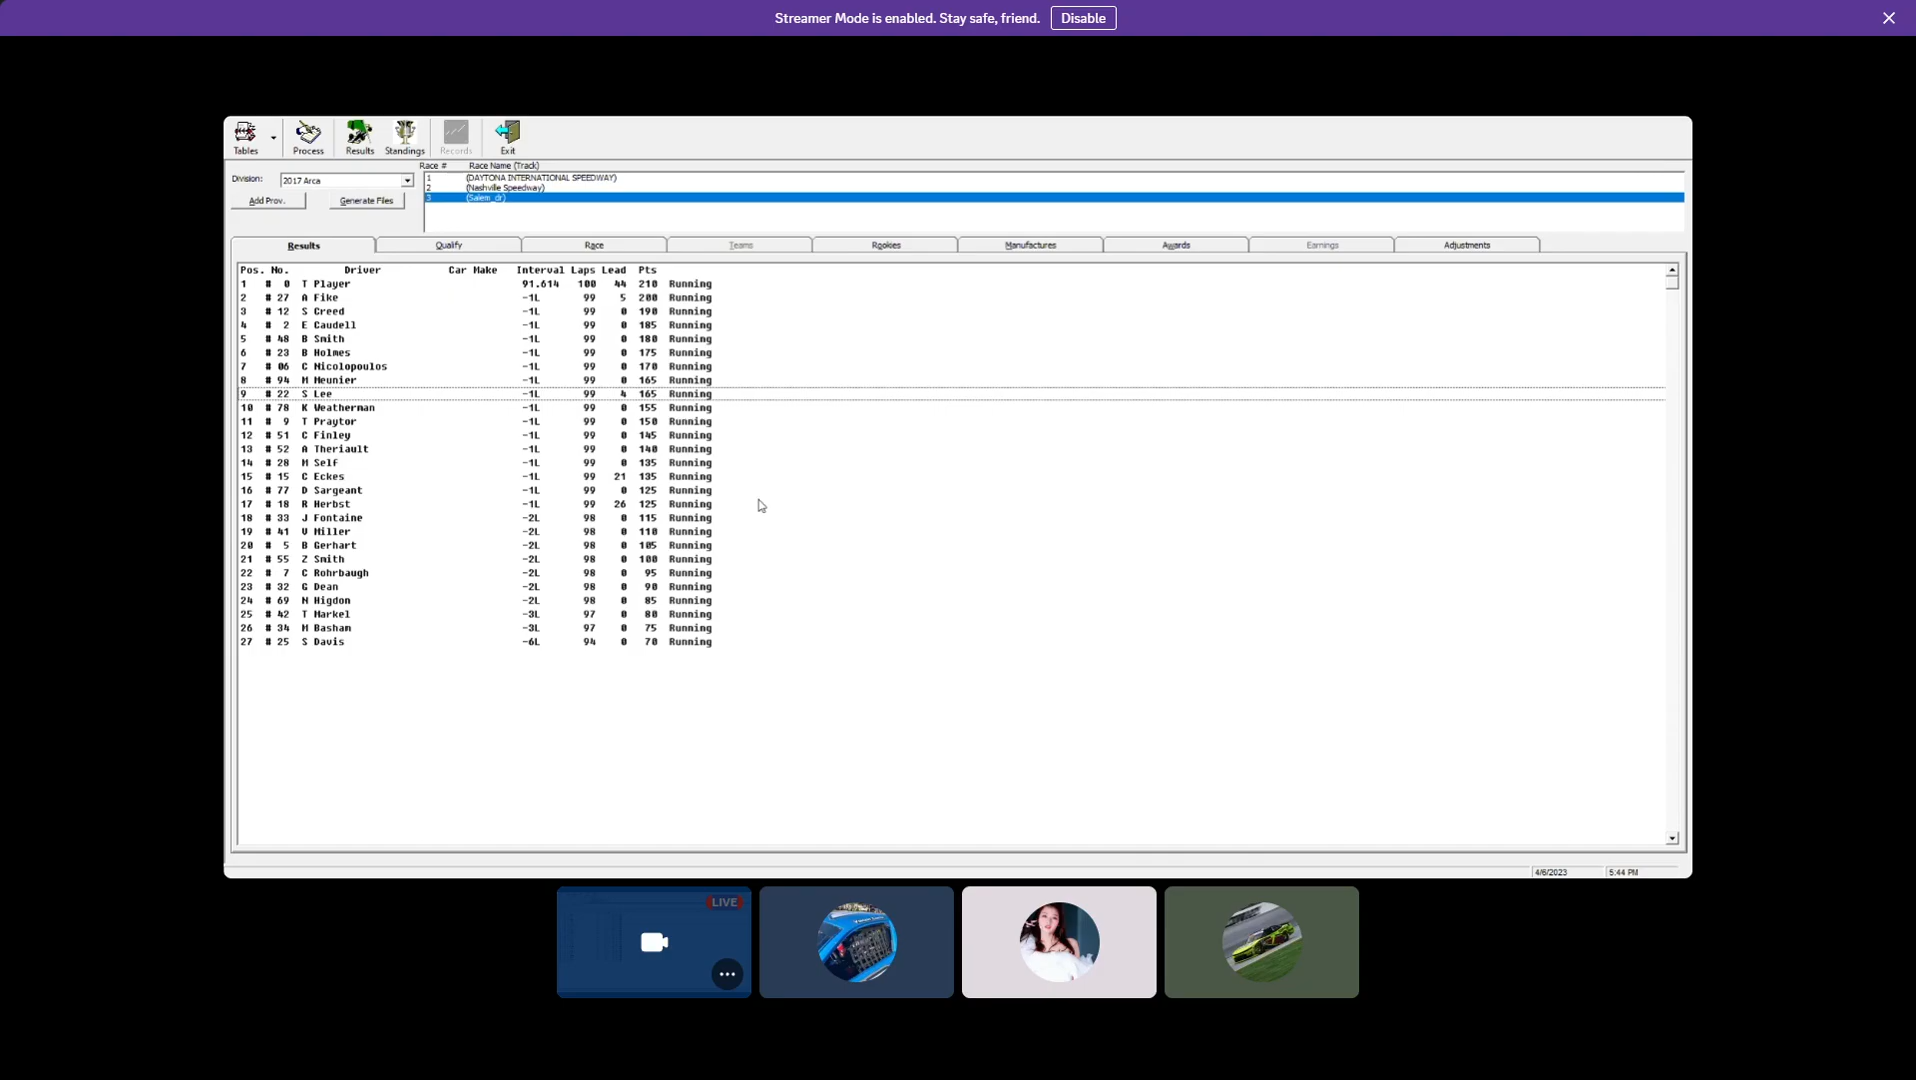 Streamer Mode is enabled. Stay safe, friend. Disable
Tables Process Results Standings Records Exit
Race # Race Name (Track)
Division: 2017 Arca
1 (DAYTONA INTERNATIONAL SPEEDWAY)
2 (Nashville Speedway)
3 (Salem_dr)
Add Prov. Generate Files
Results Qualify Race Teams Rookies Manufactures Awards Earnings Adjustments
Pos. No. Driver Car Make Interval Laps Lead Pts
1 # 0 T Player 91.614 100 44 210 Running
2 # 27 A Fike -1L 99 5 200 Running
3 # 12 S Creed -1L 99 0 190 Running
4 # 2 E Caudell -1L 99 0 185 Running
5 # 48 B Smith -1L 99 0 180 Running
6 # 23 B Holmes -1L 99 0 175 Running
7 # 06 C Nicolopoulos -1L 99 0 170 Running
8 # 94 M Meunier -1L 99 0 165 Running
9 # 22 S Lee -1L 99 4 165 Running
10 # 78 K Weatherman -1L 99 0 155 Running
11 # 9 T Praytor -1L 99 0 150 Running
12 # 51 C Finley -1L 99 0 145 Running
13 # 52 A Theriault -1L 99 0 140 Running
14 # 28 M Self -1L 99 0 135 Running
15 # 15 C Eckes -1L 99 21 135 Running
16 # 77 D Sargeant -1L 99 0 125 Running
17 # 18 R Herbst -1L 99 26 125 Running
18 # 33 J Fontaine -2L 98 0 115 Running
19 # 41 V Miller -2L 98 0 110 Running
20 # 5 B Gerhart -2L 98 0 105 Running
21 # 55 Z Smith -2L 98 0 100 Running
22 # 7 C Rohrbaugh -2L 98 0 95 Running
23 # 32 G Dean -2L 98 0 90 Running
24 # 69 N Higdon -2L 98 0 85 Running
25 # 42 T Markel -3L 97 0 80 Running
26 # 34 M Basham -3L 97 0 75 Running
27 # 25 S Davis -6L 94 0 70 Running
4/6/2023 5:44 PM
LIVE